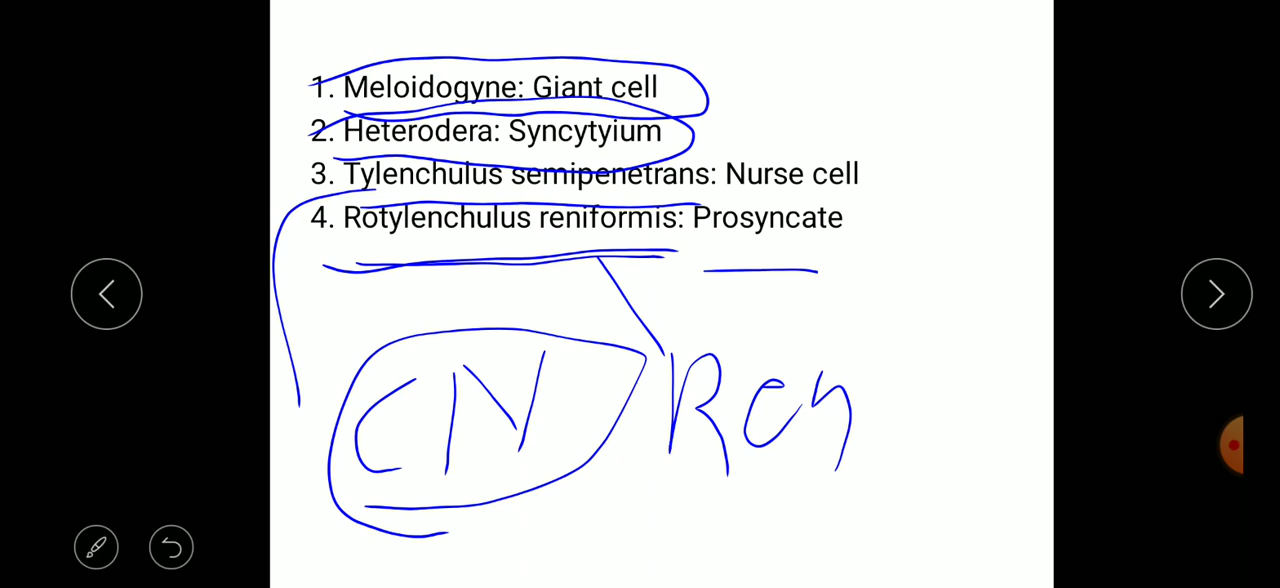 1. Meloidogyne: Giant cell
2. Heterodera: Syncytyium
3. Tylenchulus semipenetrans: Nurse cell
4. Rotylenchulus reniformis: Prosyncate
CN Ren